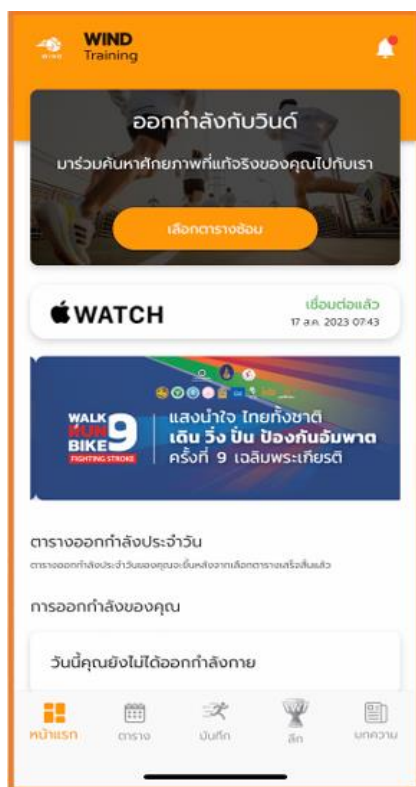 WIND
Training
WIND
ออกกำลังกับวินด์
มาร่วมค้นหาศักยภาพที่แท้จริงของคุณไปกับเรา
เลือกตารางซ้อม
WATCH
เชื่อมต่อแล้ว
17 ส.ค. 2023 07:43
WALK
RUN
BIKE
9
FIGHTING STROKE
แสงนำใจ ไทยทั้งชาติ
เดิน วิ่ง ปั่น ป้องกันอัมพาต
ครั้งที่ 9 เฉลิมพระเกียรติ
ตารางออกกำลังประจำวัน
ตารางออกกำลังประจำวันของคุณจะขึ้นหลังจากเลือกตารางเสร็จสิ้นแล้ว
การออกกำลังของคุณ
วันนี้คุณยังไม่ได้ออกกำลังกาย
หน้าแรก
ตาราง
บันทึก
ลีก
บทความ